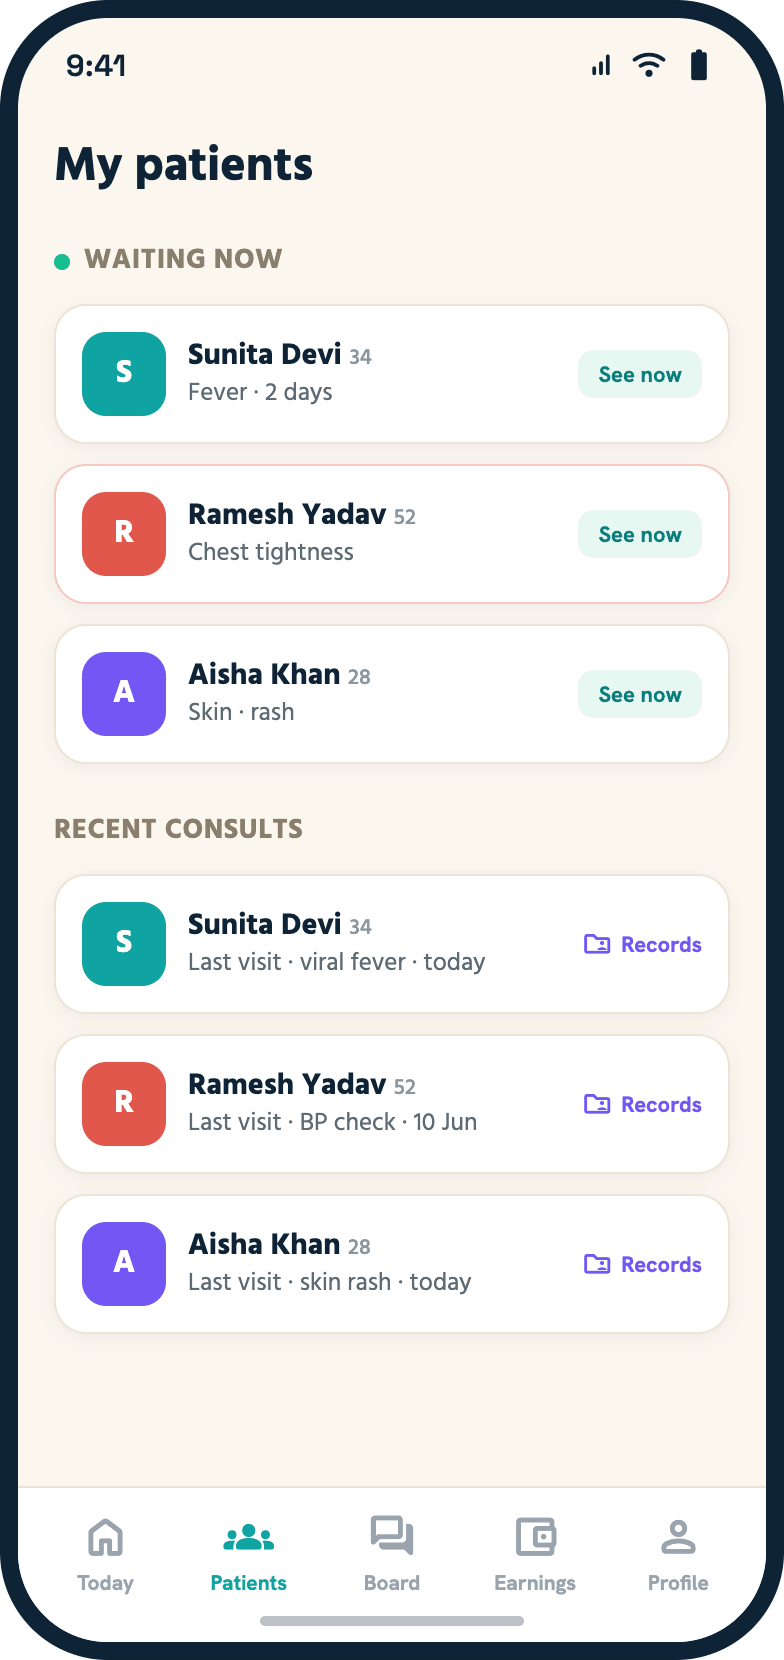 9:41
My patients
WAITING NOW
S
Sunita Devi 34
Fever · 2 days
See now
R
Ramesh Yadav 52
Chest tightness
See now
A
Aisha Khan 28
Skin · rash
See now
RECENT CONSULTS
S
Sunita Devi 34
Last visit · viral fever · today
Records
R
Ramesh Yadav 52
Last visit · BP check · 10 Jun
Records
A
Aisha Khan 28
Last visit · skin rash · today
Records
Today
Patients
Board
Earnings
Profile